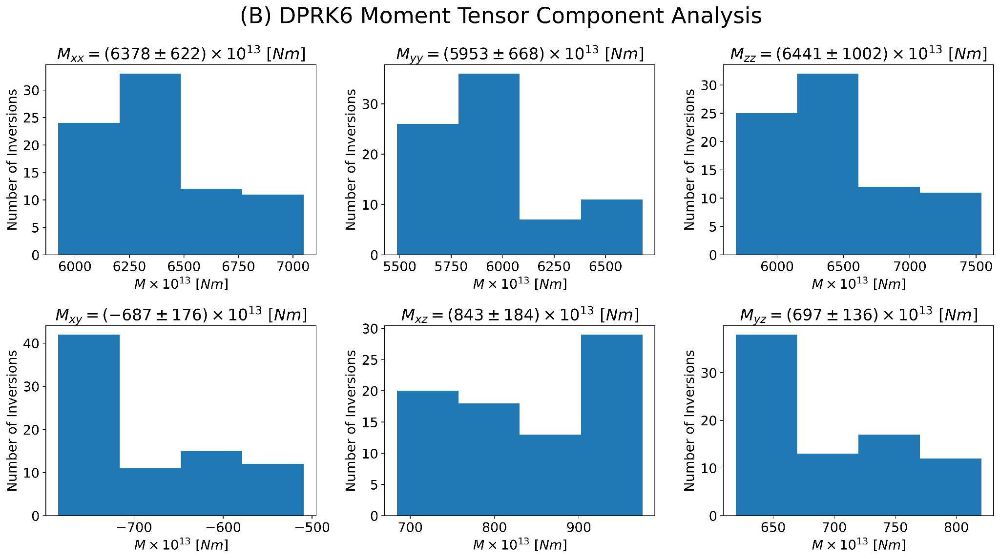 (B) DPRK6 Moment Tensor Component Analysis
M_xx = (6378 ± 622) × 10^13 [Nm]
Number of Inversions
30
25
20
15
10
5
0
6000 6250 6500 6750 7000
M × 10^13 [Nm]
M_yy = (5953 ± 668) × 10^13 [Nm]
Number of Inversions
30
20
10
0
5500 5750 6000 6250 6500
M × 10^13 [Nm]
M_zz = (6441 ± 1002) × 10^13 [Nm]
Number of Inversions
30
25
20
15
10
5
0
6000 6500 7000 7500
M × 10^13 [Nm]
M_xy = (−687 ± 176) × 10^13 [Nm]
Number of Inversions
40
30
20
10
0
−700 −600 −500
M × 10^13 [Nm]
M_xz = (843 ± 184) × 10^13 [Nm]
Number of Inversions
30
25
20
15
10
5
0
700 800 900
M × 10^13 [Nm]
M_yz = (697 ± 136) × 10^13 [Nm]
Number of Inversions
30
20
10
0
650 700 750 800
M × 10^13 [Nm]